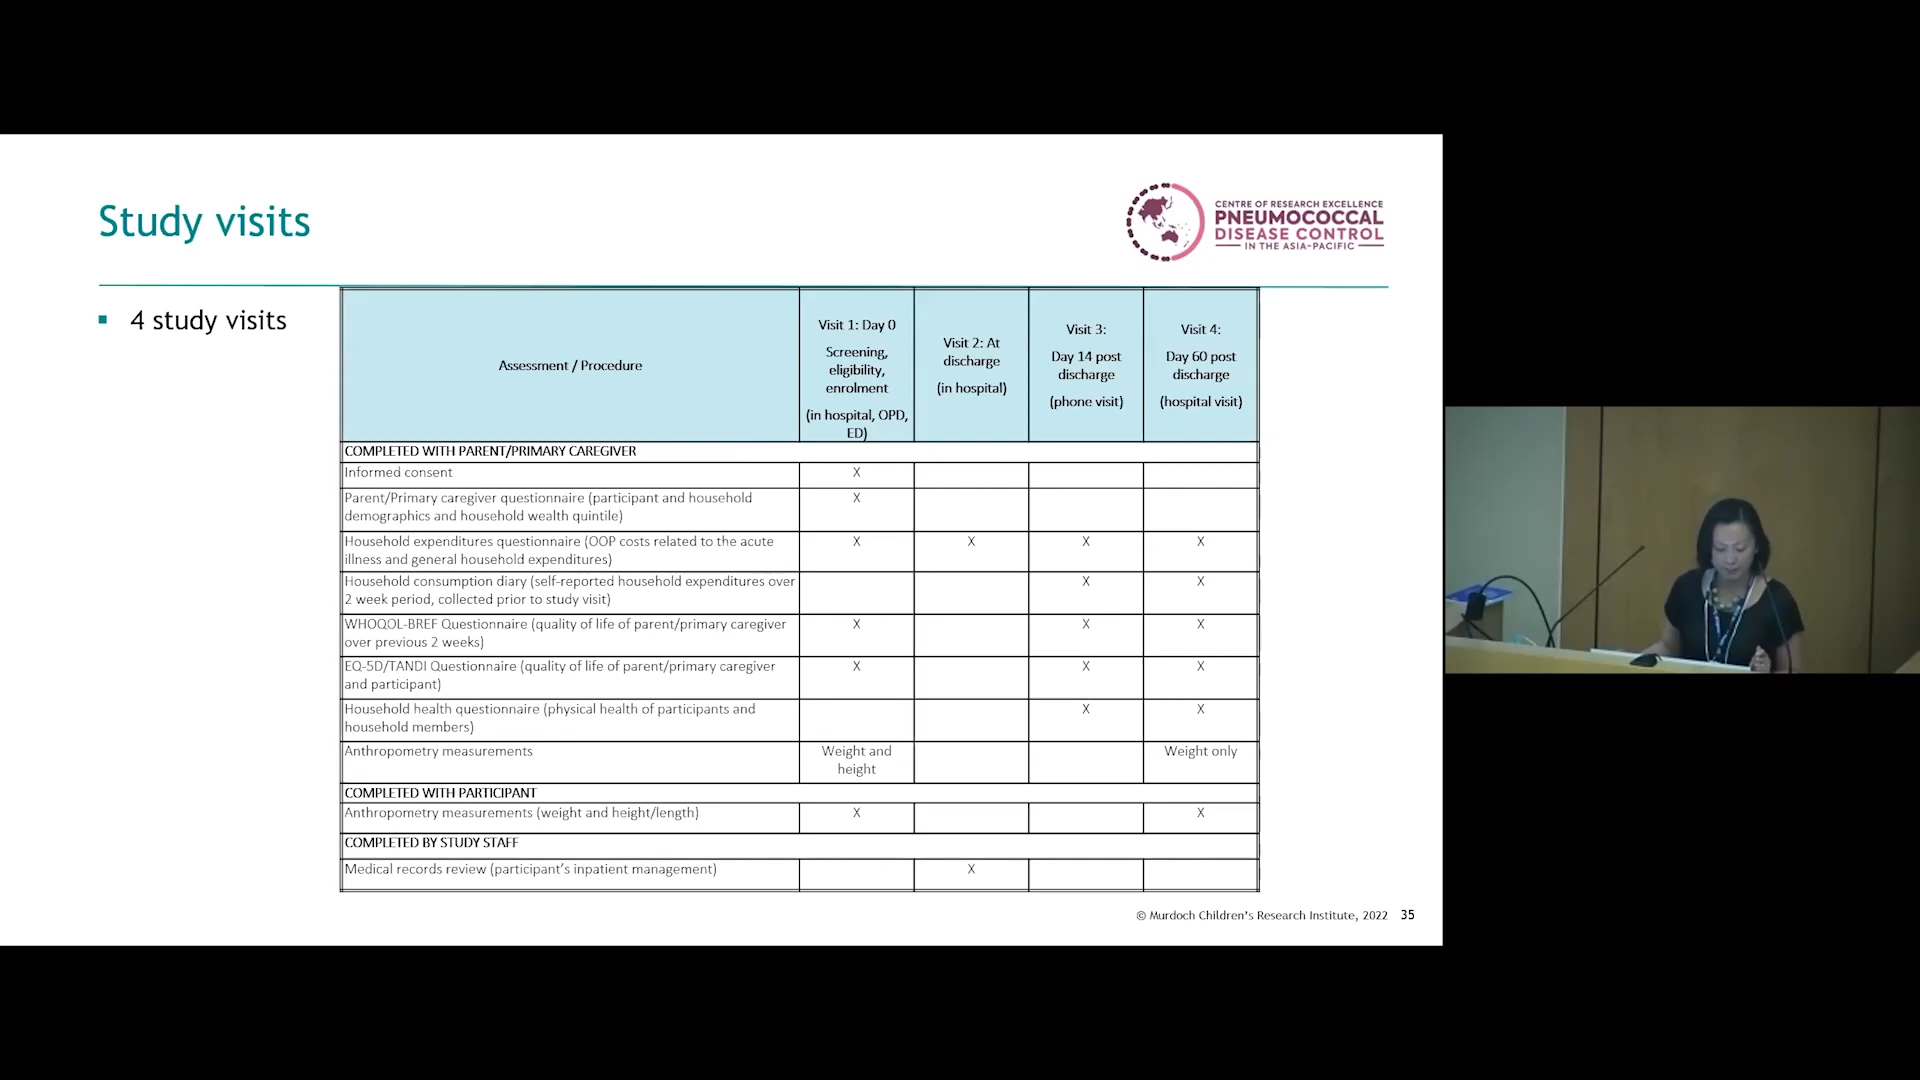 Study visits
CENTRE OF RESEARCH EXCELLENCE
PNEUMOCOCCAL
DISEASE CONTROL
IN THE ASIA-PACIFIC
4 study visits
Assessment / Procedure
Visit 1: Day 0
Screening,
eligibility,
enrolment
(in hospital, OPD,
ED)
Visit 2: At
discharge
(in hospital)
Visit 3:
Day 14 post
discharge
(phone visit)
Visit 4:
Day 60 post
discharge
(hospital visit)
COMPLETED WITH PARENT/PRIMARY CAREGIVER
Informed consent X
Parent/Primary caregiver questionnaire (participant and household X
demographics and household wealth quintile)
Household expenditures questionnaire (OOP costs related to the acute X X X X
illness and general household expenditures)
Household consumption diary (self-reported household expenditures over X X
2 week period, collected prior to study visit)
WHOQOL-BREF Questionnaire (quality of life of parent/primary caregiver X X X
over previous 2 weeks)
EQ-5D/TANDI Questionnaire (quality of life of parent/primary caregiver X X X
and participant)
Household health questionnaire (physical health of participants and X X
household members)
Anthropometry measurements Weight and Weight only
height
COMPLETED WITH PARTICIPANT
Anthropometry measurements (weight and height/length) X X
COMPLETED BY STUDY STAFF
Medical records review (participant's inpatient management) X
© Murdoch Children's Research Institute, 2022 35